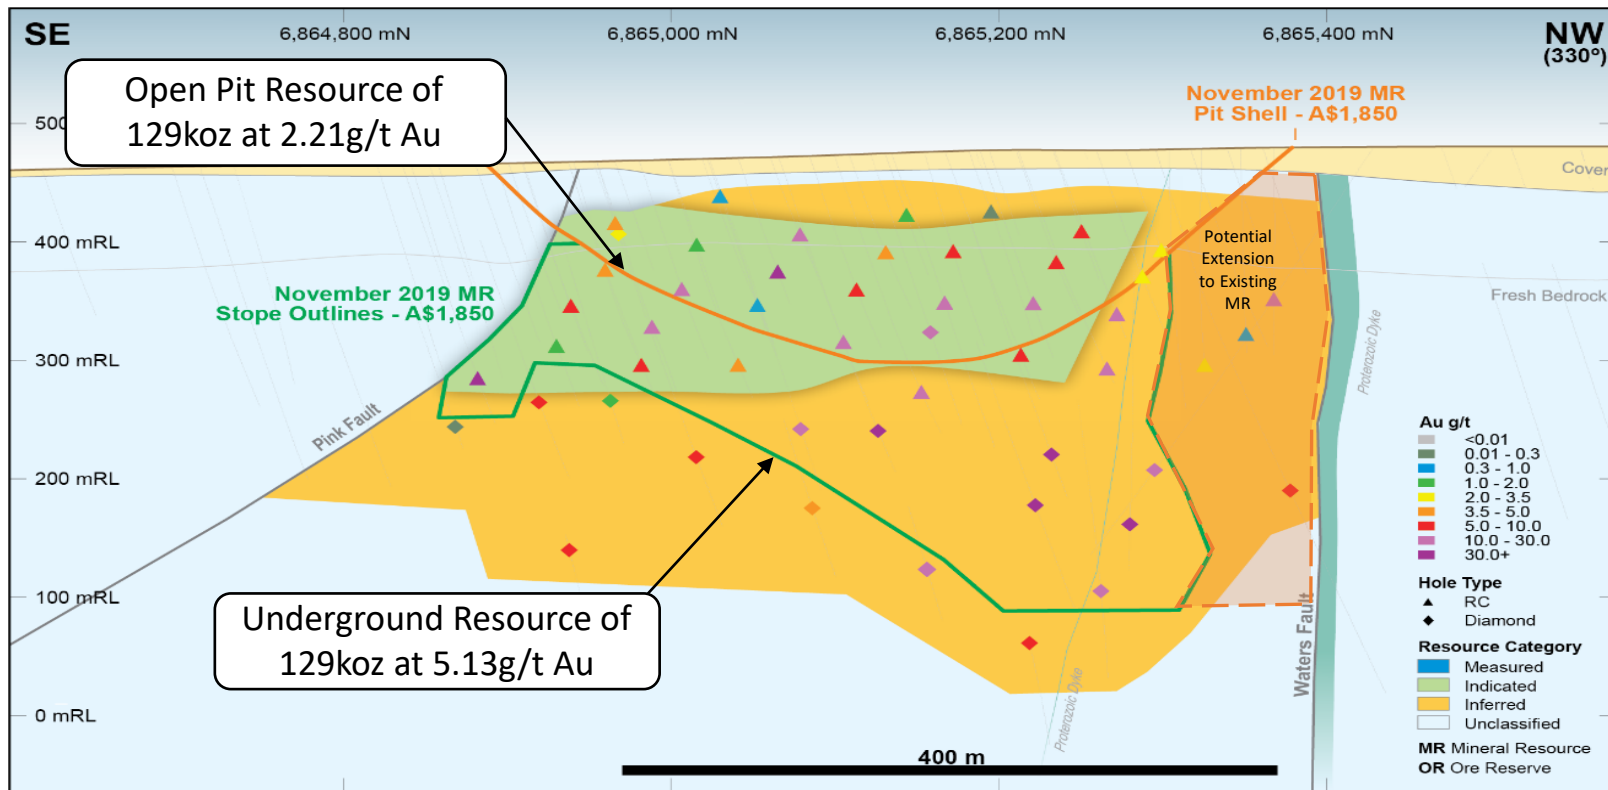 SE
6,864,800 mN
6,865,000 mN
6,865,200 mN
6,865,400 mN
NW
(330°)
Open Pit Resource of
129koz at 2.21g/t Au
November 2019 MR
Pit Shell - A$1,850
500
Cover
400 mRL
Potential
Extension
to Existing
MR
November 2019 MR
Stope Outlines - A$1,850
Fresh Bedrock
Proterozoic Dyke
300 mRL
Pink Fault
200 mRL
100 mRL
0 mRL
Underground Resource of
129koz at 5.13g/t Au
Proterozoic Dyke
Waters Fault
400 m
Au g/t
<0.01
0.01 - 0.3
0.3 - 1.0
1.0 - 2.0
2.0 - 3.5
3.5 - 5.0
5.0 - 10.0
10.0 - 30.0
30.0+
Hole Type
RC
Diamond
Resource Category
Measured
Indicated
Inferred
Unclassified
MR Mineral Resource
OR Ore Reserve